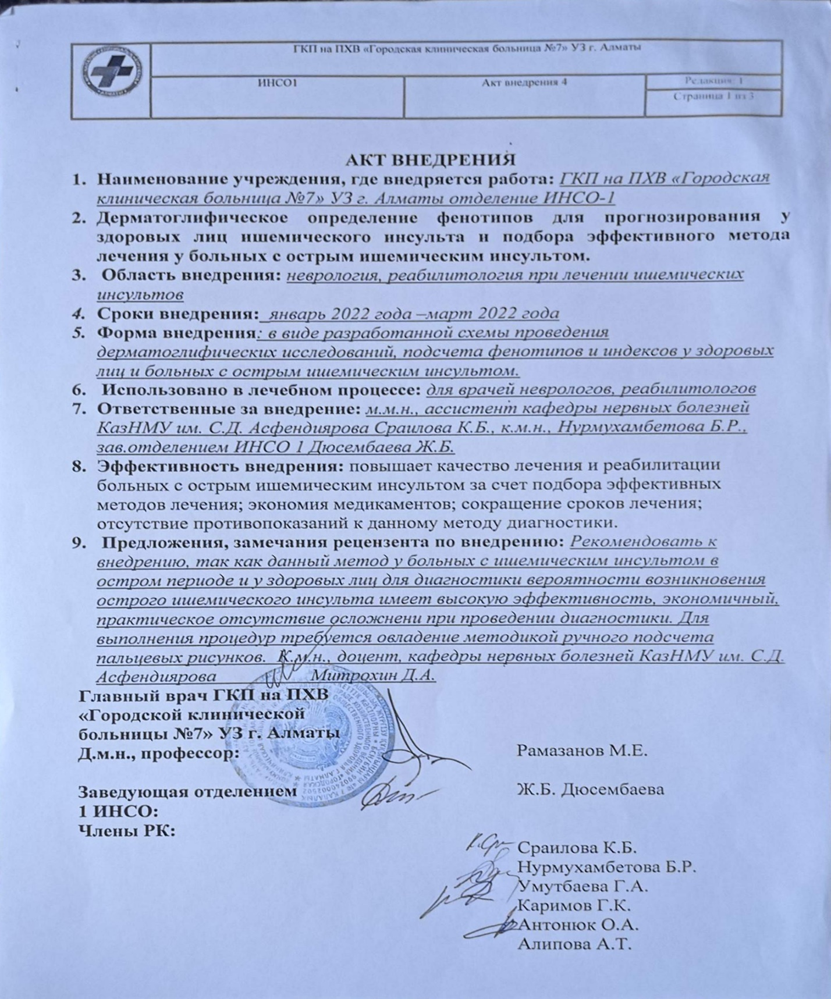 ГКП на ПХВ «Городская клиническая больница №7» УЗ г. Алматы
ИНСО1
Акт внедрения 4
Редакция: 1
Страница 1 из 3
АЛМАТЫ
АКТ ВНЕДРЕНИЯ
1. Наименование учреждения, где внедряется работа: ГКП на ПХВ «Городская
клиническая больница №7» УЗ г. Алматы отделение ИНСО-1
2. Дерматоглифическое определение фенотипов для прогнозирования у
здоровых лиц ишемического инсульта и подбора эффективного метода
лечения у больных с острым ишемическим инсультом.
3. Область внедрения: неврология, реабилитология при лечении ишемических
инсультов
4. Сроки внедрения: январь 2022 года –март 2022 года
5. Форма внедрения: в виде разработанной схемы проведения
дерматоглифических исследований, подсчета фенотипов и индексов у здоровых
лиц и больных с острым ишемическим инсультом.
6. Использовано в лечебном процессе: для врачей неврологов, реабилитологов
7. Ответственные за внедрение: м.м.н., ассистент кафедры нервных болезней
КазНМУ им. С.Д. Асфендиярова Сраилова К.Б., к.м.н., Нурмухамбетова Б.Р.,
зав.отделением ИНСО 1 Дюсембаева Ж.Б.
8. Эффективность внедрения: повышает качество лечения и реабилитации
больных с острым ишемическим инсультом за счет подбора эффективных
методов лечения; экономия медикаментов; сокращение сроков лечения;
отсутствие противопоказаний к данному методу диагностики.
9. Предложения, замечания рецензента по внедрению: Рекомендовать к
внедрению, так как данный метод у больных с ишемическим инсультом в
остром периоде и у здоровых лиц для диагностики вероятности возникновения
острого ишемического инсульта имеет высокую эффективность, экономичный,
практическое отсутствие осложнени при проведении диагностики. Для
выполнения процедур требуется овладение методикой ручного подсчета
пальцевых рисунков. К.м.н., доцент, кафедры нервных болезней КазНМУ им. С.Д.
Асфендиярова Митрохин Д.А.
Главный врач ГКП на ПХВ
«Городской клинической
больницы №7» УЗ г. Алматы
Д.м.н., профессор: Рамазанов М.Е.
Заведующая отделением Ж.Б. Дюсембаева
1 ИНСО:
Члены РК:
К.Ср Сраилова К.Б.
Нурмухамбетова Б.Р.
Умутбаева Г.А.
Каримов Г.К.
Антонюк О.А.
Алипова А.Т.